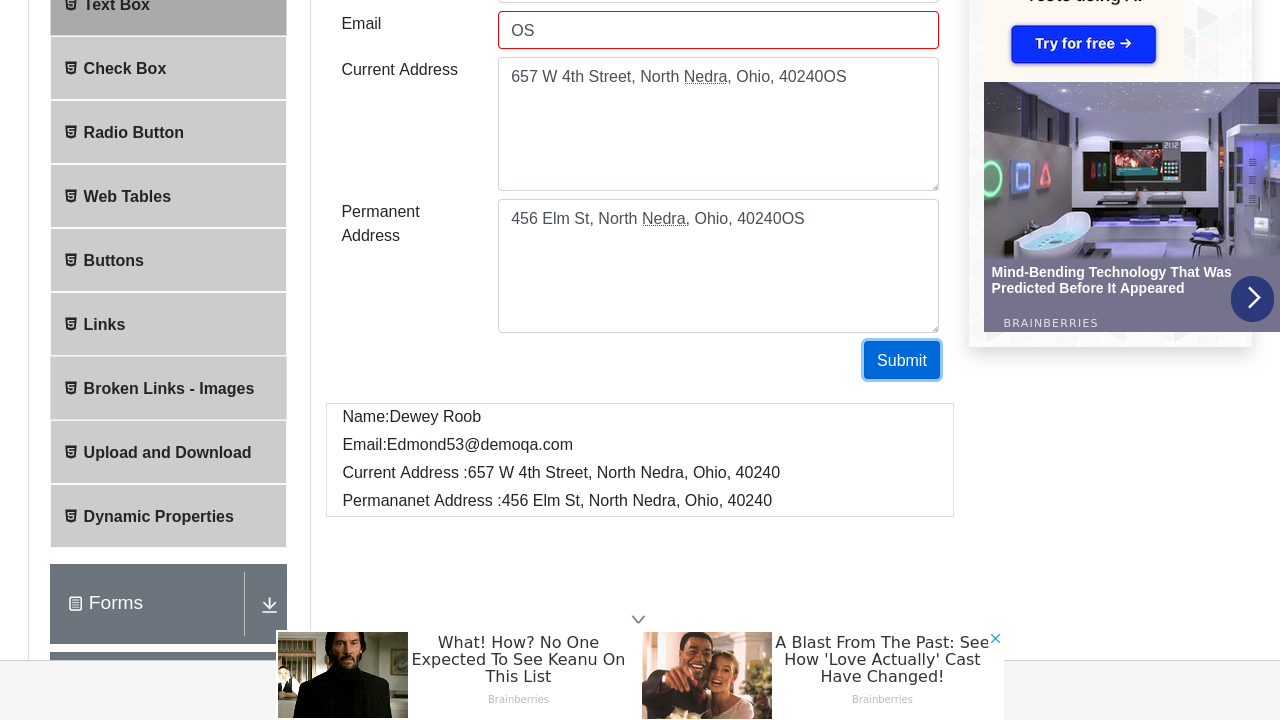 Text Box
Check Box
Radio Button
Web Tables
Buttons
Links
Broken Links - Images
Upload and Download
Dynamic Properties
Forms
Email
OS
Current Address
657 W 4th Street, North Nedra, Ohio, 40240OS
Permanent
Address
456 Elm St, North Nedra, Ohio, 40240OS
Submit
Name:Dewey Roob
Email:Edmond53@demoqa.com
Current Address :657 W 4th Street, North Nedra, Ohio, 40240
Permananet Address :456 Elm St, North Nedra, Ohio, 40240
Try for free →
21:12
Mind-Bending Technology That Was
Predicted Before It Appeared
BRAINBERRIES
What! How? No One
Expected To See Keanu On
This List
Brainberries
A Blast From The Past: See
How 'Love Actually' Cast
Have Changed!
Brainberries